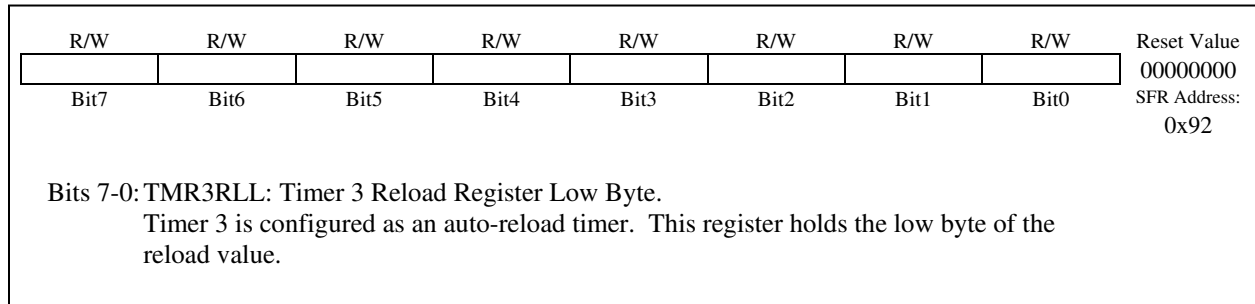 R/W R/W R/W R/W R/W R/W R/W R/W Reset Value
00000000
Bit7 Bit6 Bit5 Bit4 Bit3 Bit2 Bit1 Bit0 SFR Address:
0x92
Bits 7-0: TMR3RLL: Timer 3 Reload Register Low Byte.
Timer 3 is configured as an auto-reload timer.  This register holds the low byte of the
reload value.